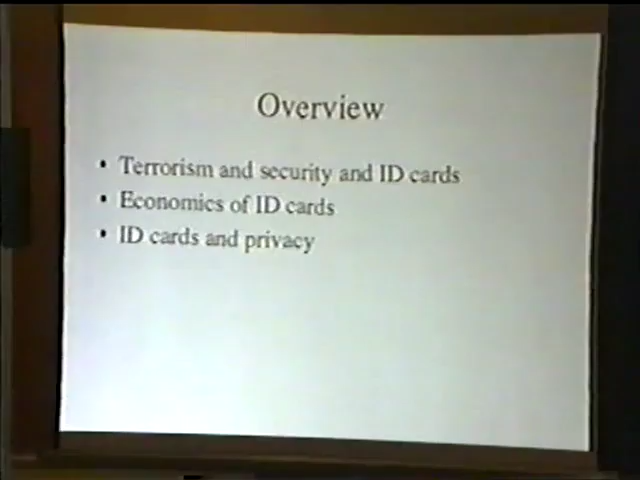 Overview
• Terrorism and security and ID cards
• Economics of ID cards
• ID cards and privacy